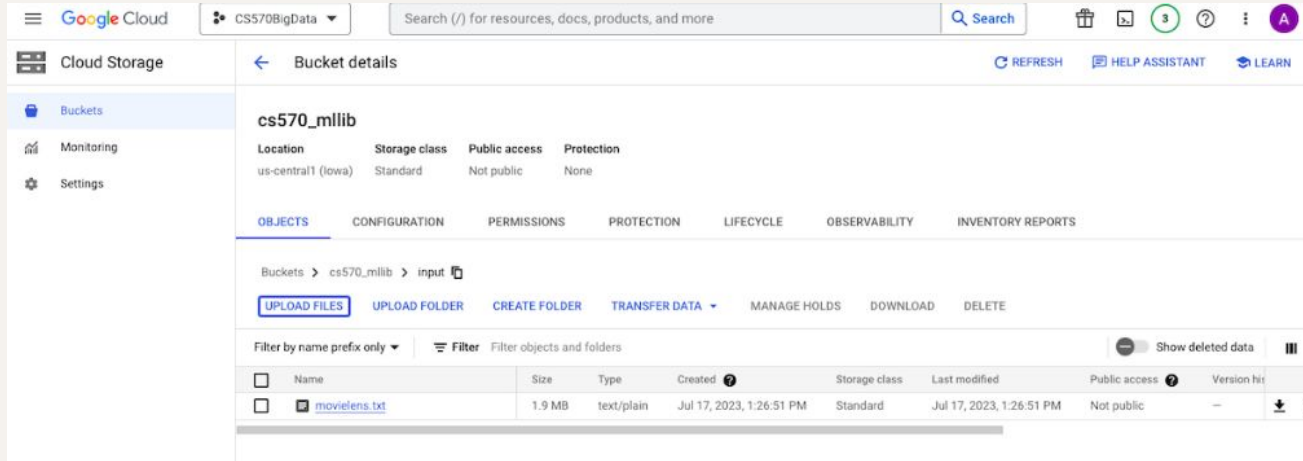 Google Cloud CS570BigData Search (/) for resources, docs, products, and more Search 3 A
Cloud Storage Bucket details REFRESH HELP ASSISTANT LEARN
Buckets
Monitoring
Settings
cs570_mllib
Location Storage class Public access Protection
us-central1 (Iowa) Standard Not public None
OBJECTS CONFIGURATION PERMISSIONS PROTECTION LIFECYCLE OBSERVABILITY INVENTORY REPORTS
Buckets > cs570_mllib > input
UPLOAD FILES UPLOAD FOLDER CREATE FOLDER TRANSFER DATA MANAGE HOLDS DOWNLOAD DELETE
Filter by name prefix only Filter Filter objects and folders Show deleted data
Name Size Type Created Storage class Last modified Public access Version his
movielens.txt 1.9 MB text/plain Jul 17, 2023, 1:26:51 PM Standard Jul 17, 2023, 1:26:51 PM Not public —